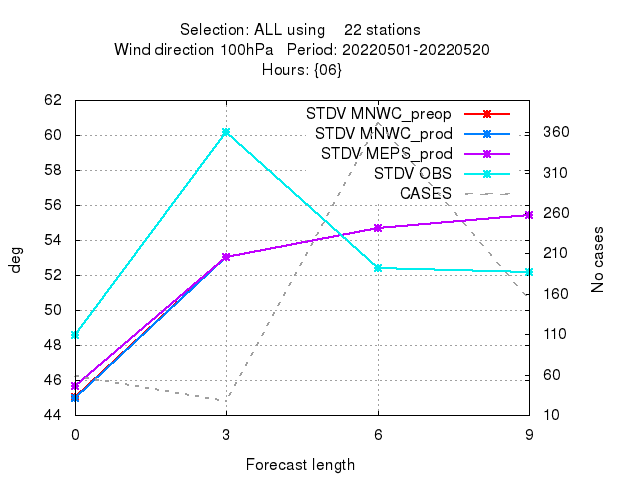 Selection: ALL using    22 stations
Wind direction 100hPa   Period: 20220501-20220520
Hours: {06}
STDV MNWC_preop
STDV MNWC_prod
STDV MEPS_prod
STDV OBS
CASES
62
60
58
56
54
52
50
48
46
44
deg
360
310
260
210
160
110
60
10
No cases
0 3 6 9
Forecast length